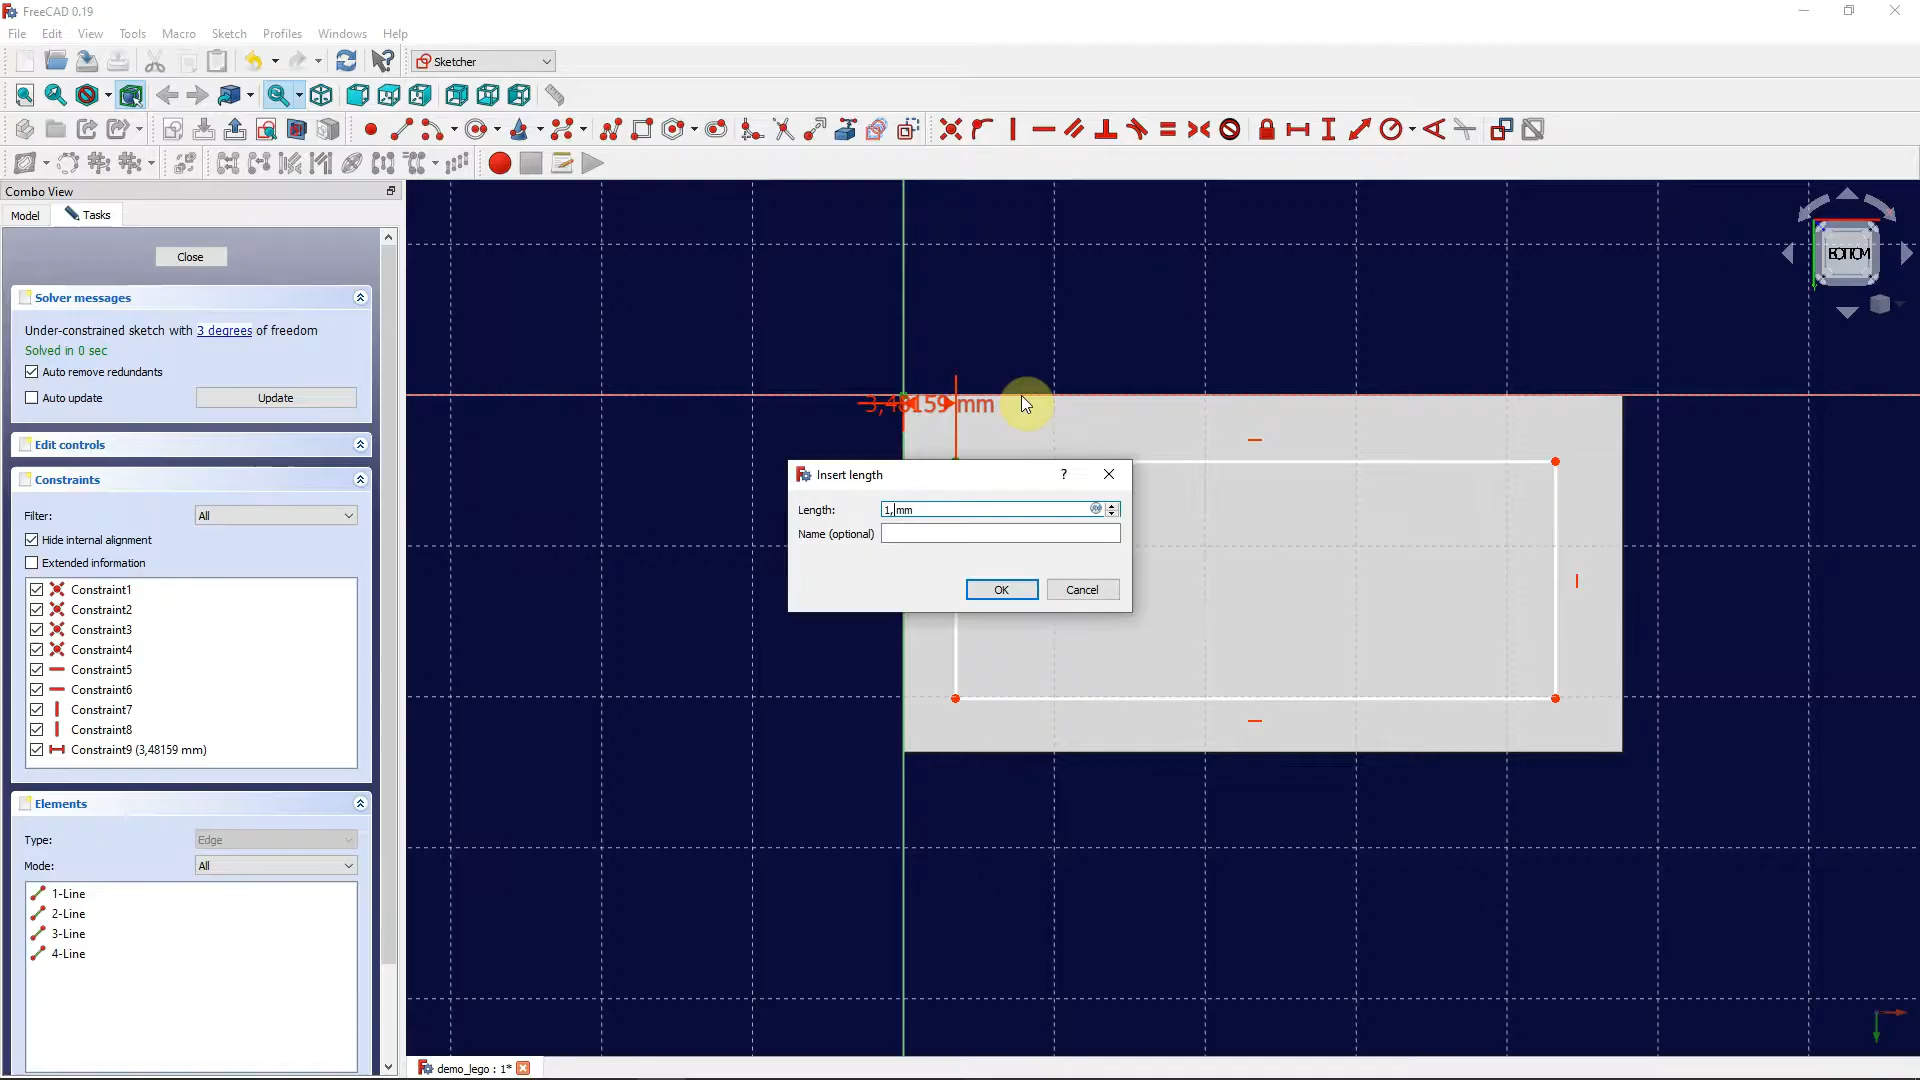 FreeCAD 0.19
File Edit View Tools Macro Sketch Profiles Windows Help
Sketcher
Combo View
Model Tasks
Close
Solver messages
Under-constrained sketch with 3 degrees of freedom
Solved in 0 sec
Auto remove redundants
Auto update Update
Edit controls
Constraints
Filter: All
Hide internal alignment
Extended information
Constraint1
Constraint2
Constraint3
Constraint4
Constraint5
Constraint6
Constraint7
Constraint8
Constraint9 (3,48159 mm)
Elements
Type: Edge
Mode: All
1-Line
2-Line
3-Line
4-Line
3,48159 mm
Insert length ?
Length: 1, mm
Name (optional)
OK Cancel
BOTTOM
demo_lego : 1*